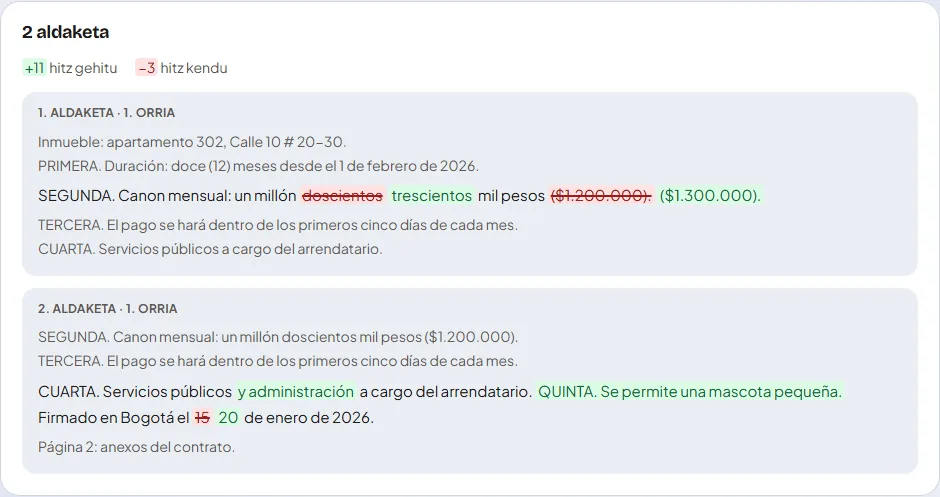 2 aldaketa
+11 hitz gehitu −3 hitz kendu
1. ALDAKETA · 1. ORRIA
Inmueble: apartamento 302, Calle 10 # 20–30.
PRIMERA. Duración: doce (12) meses desde el 1 de febrero de 2026.
SEGUNDA. Canon mensual: un millón doscientos trescientos mil pesos ($1.200.000). ($1.300.000).
TERCERA. El pago se hará dentro de los primeros cinco días de cada mes.
CUARTA. Servicios públicos a cargo del arrendatario.
2. ALDAKETA · 1. ORRIA
SEGUNDA. Canon mensual: un millón doscientos mil pesos ($1.200.000).
TERCERA. El pago se hará dentro de los primeros cinco días de cada mes.
CUARTA. Servicios públicos y administración a cargo del arrendatario. QUINTA. Se permite una mascota pequeña.
Firmado en Bogotá el 15 20 de enero de 2026.
Página 2: anexos del contrato.